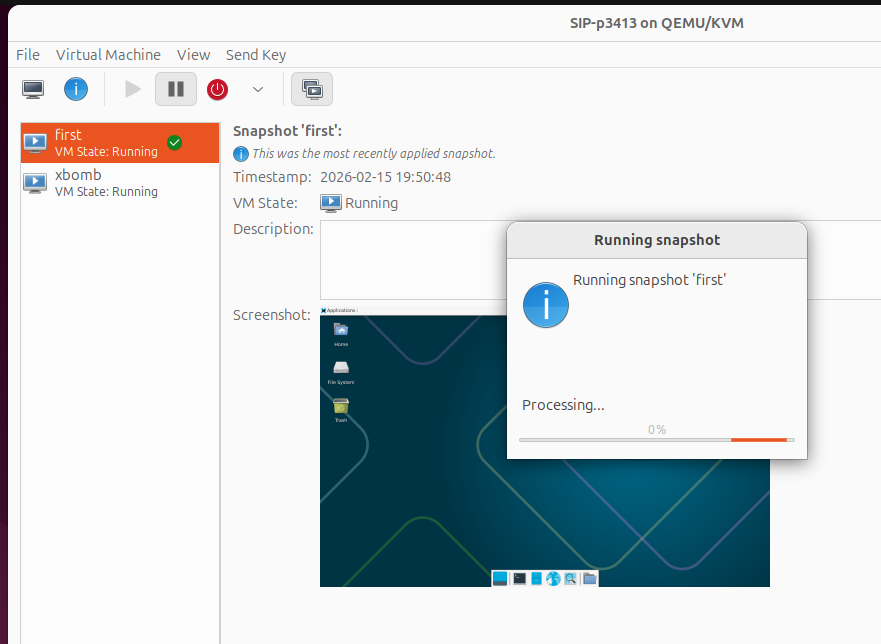 SIP-p3413 on QEMU/KVM
File Virtual Machine View Send Key
first
VM State: Running
xbomb
VM State: Running
Snapshot 'first':
This was the most recently applied snapshot.
Timestamp: 2026-02-15 19:50:48
VM State: Running
Description:
Screenshot:
Applications
Home
File System
Trash
Running snapshot
Running snapshot 'first'
Processing...
0%